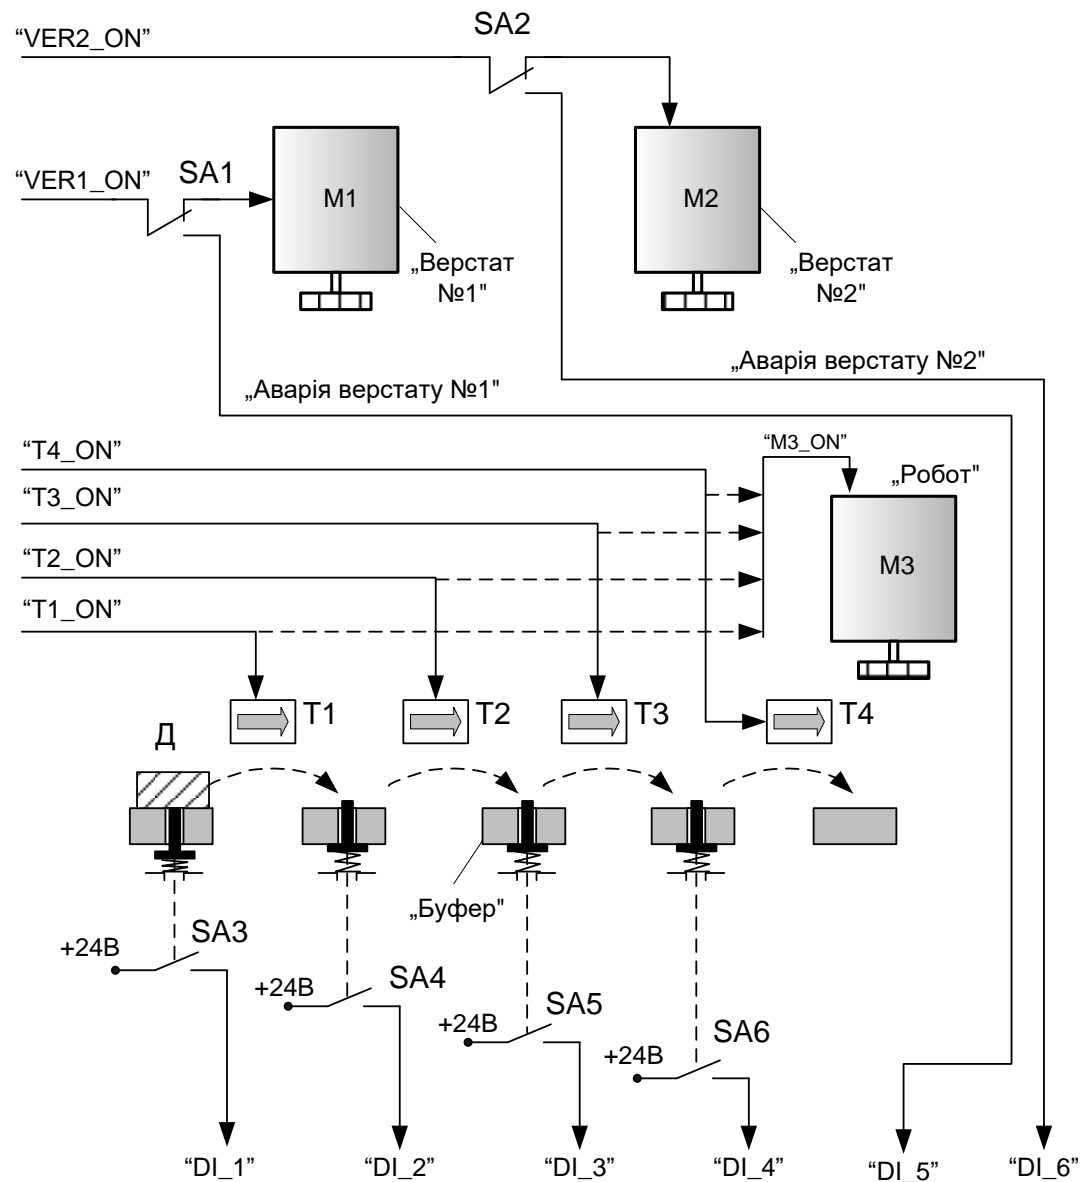 SA2
“VER2_ON”
“VER1_ON”
SA1
M1
M2
„Верстат
№1"
„Верстат
№2"
„Аварія верстату №2"
„Аварія верстату №1"
“T4_ON”
“M3_ON”
„Робот"
“T3_ON”
M3
“T2_ON”
“T1_ON”
T1
T2
T3
T4
Д
„Буфер"
SA3
+24В
SA4
+24В
SA5
+24В
SA6
+24В
“DI_1”
“DI_2”
“DI_3”
“DI_4”
“DI_5”
“DI_6”